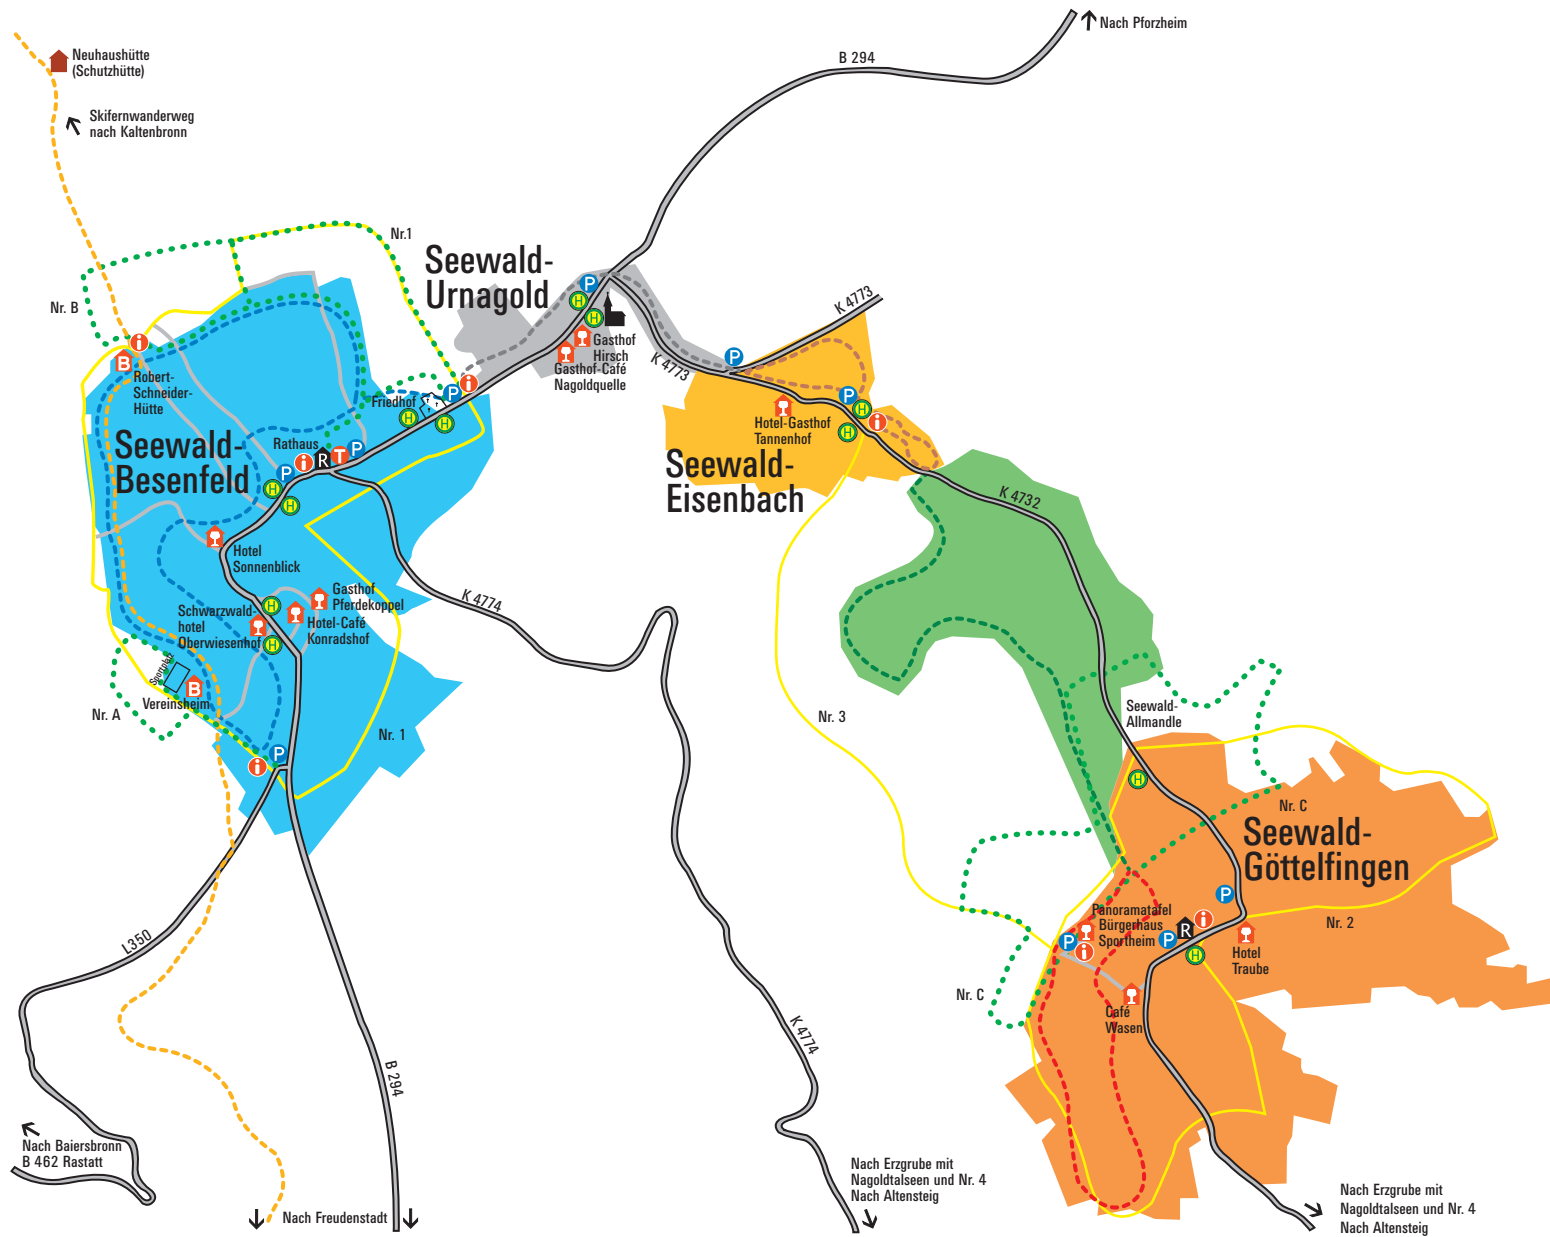 Nach Pforzheim
B 294
Neuhaushütte
(Schutzhütte)
Skifernwanderweg
nach Kaltenbronn
Nr.1
Nr. B
Seewald-
Urnagold
P
H
H
Gasthof
Hirsch
Gasthof-Café
Nagoldquelle
K 4773
K 4773
P
P
H
H
i
Hotel-Gasthof
Tannenhof
Seewald-
Eisenbach
i
B
Robert-
Schneider-
Hütte
Friedhof
P
i
H
H
Seewald-
Besenfeld
Rathaus
P
i
R
T
P
H
H
Hotel
Sonnenblick
Gasthof
Pferdekoppel
Hotel-Café
Konradshof
Schwarzwald-
hotel
Oberwiesenhof
H
H
Sportplatz
B
Vereinsheim
Nr. A
Nr. 1
P
i
K 4774
K 4732
Nr. 3
Seewald-
Allmandle
H
Nr. C
Seewald-
Göttelfingen
P
Nr. 2
Panoramatafel
Bürgerhaus
Sportheim
P
i
P
R
i
H
Hotel
Traube
Nr. C
Café
Wasen
L350
B 294
K 4774
Nach Baiersbronn
B 462 Rastatt
Nach Freudenstadt
Nach Erzgrube mit
Nagoldtalseen und Nr. 4
Nach Altensteig
Nach Erzgrube mit
Nagoldtalseen und Nr. 4
Nach Altensteig